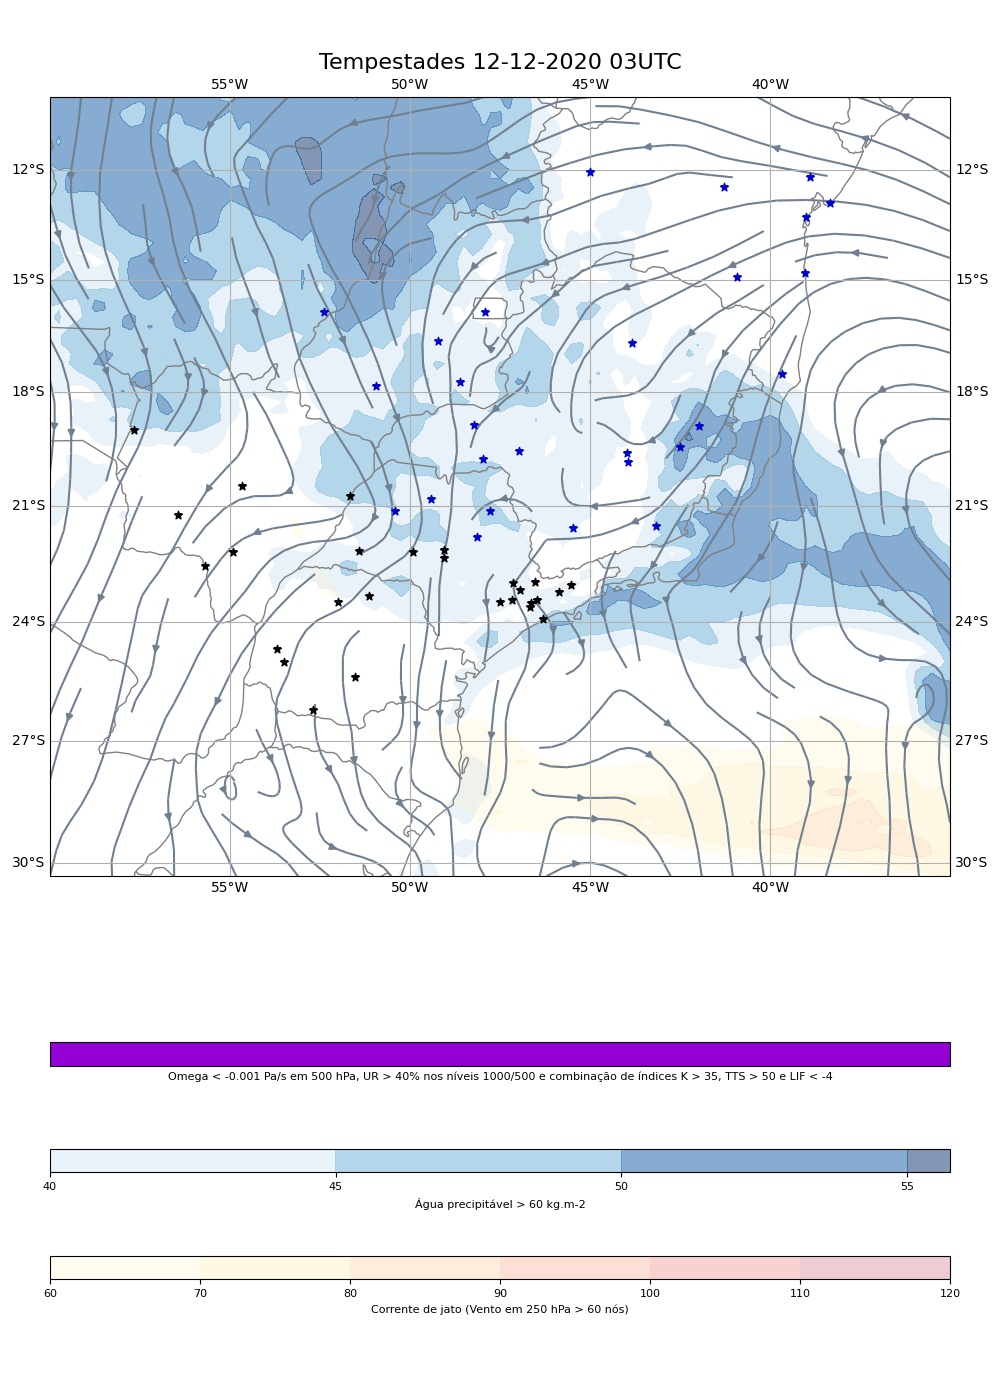 Tempestades 12-12-2020 03UTC
55°W 50°W 45°W 40°W
12°S 12°S
15°S 15°S
18°S 18°S
21°S 21°S
24°S 24°S
27°S 27°S
30°S 30°S
55°W 50°W 45°W 40°W
Omega < -0.001 Pa/s em 500 hPa, UR > 40% nos níveis 1000/500 e combinação de índices K > 35, TTS > 50 e LIF < -4
40 45 50 55
Água precipitável > 60 kg.m-2
60 70 80 90 100 110 120
Corrente de jato (Vento em 250 hPa > 60 nós)